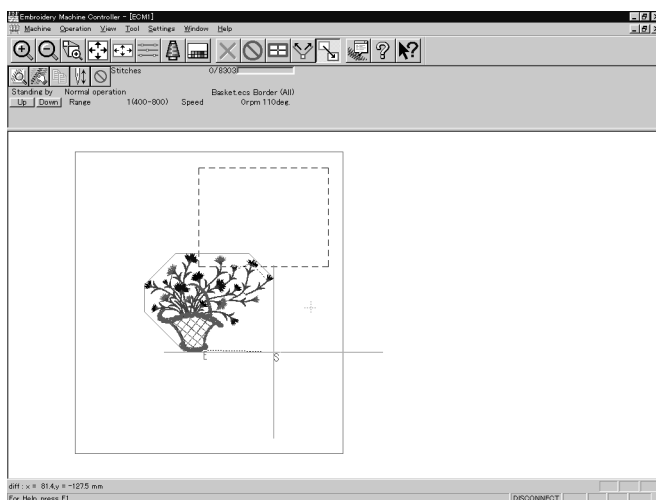 Embroidery Machine Controller - [ECM1]
Machine Operation View Tool Settings Window Help
Stitches 0/8303
Standing by Normal operation Basket.ecs Border (All)
Up Down Range 1(400-800) Speed 0rpm 110deg.
E S
diff : x = 81.4,y = -127.5 mm
For Help, press F1 DISCONNECT